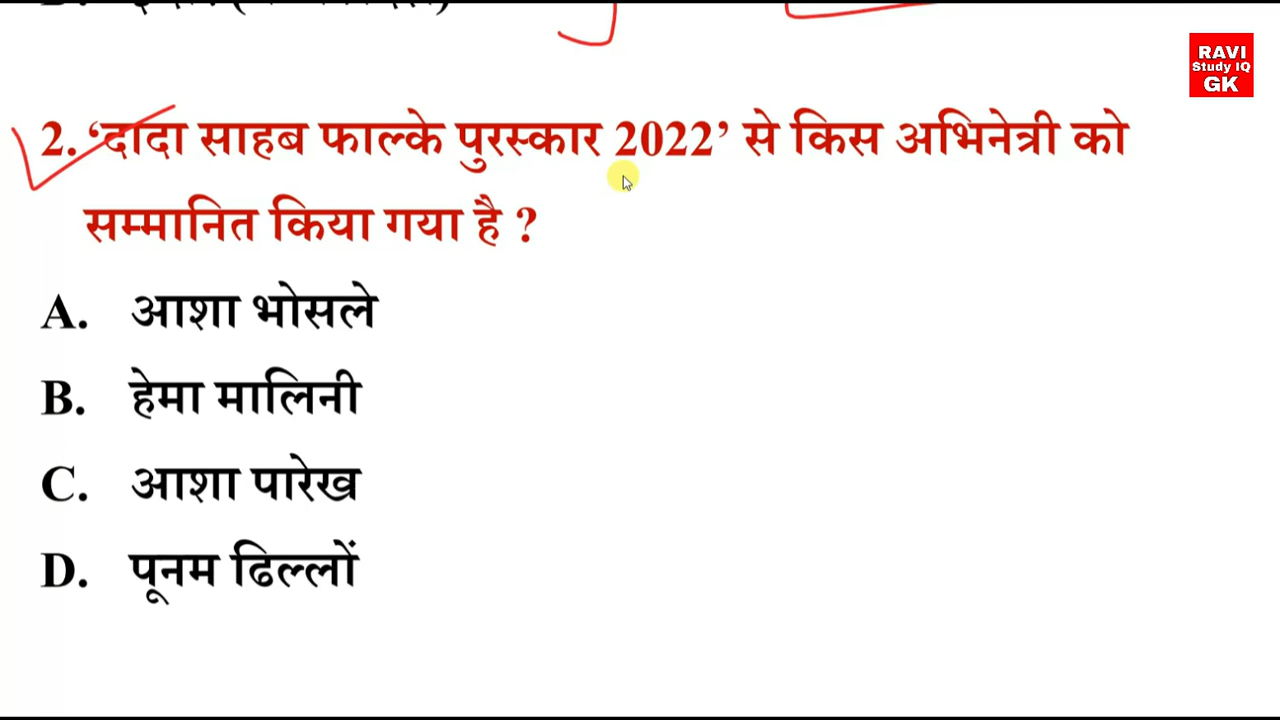 RAVI
Study IQ
GK
2. ‘दादा साहब फाल्के पुरस्कार 2022’ से किस अभिनेत्री को
सम्मानित किया गया है ?
A. आशा भोसले
B. हेमा मालिनी
C. आशा पारेख
D. पूनम ढिल्लों